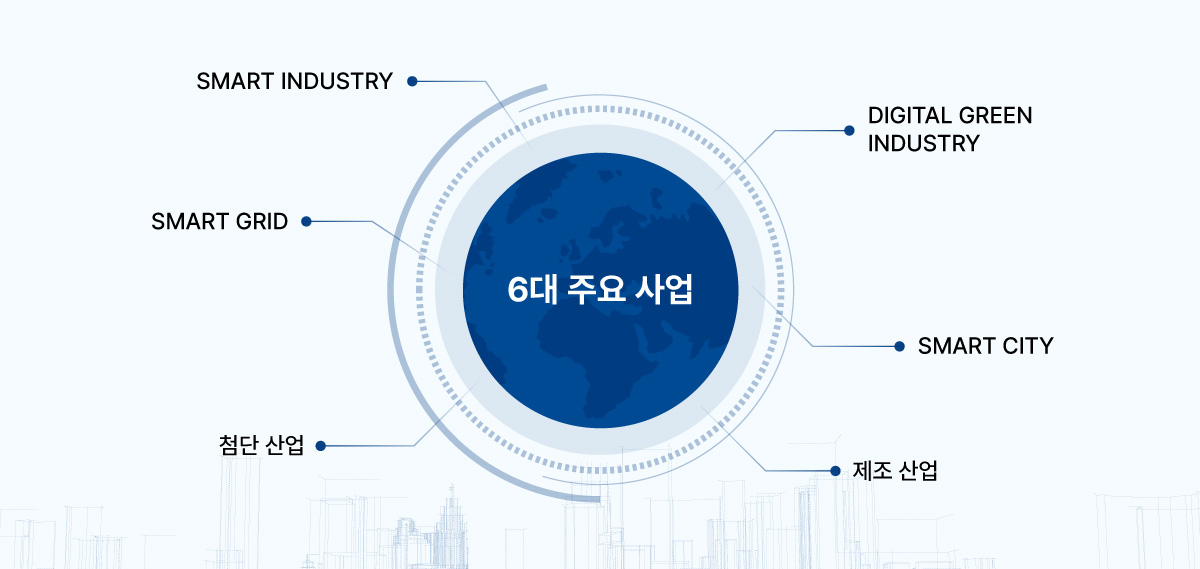 SMART INDUSTRY
DIGITAL GREEN
INDUSTRY
SMART GRID
6대 주요 사업
SMART CITY
첨단 산업
제조 산업